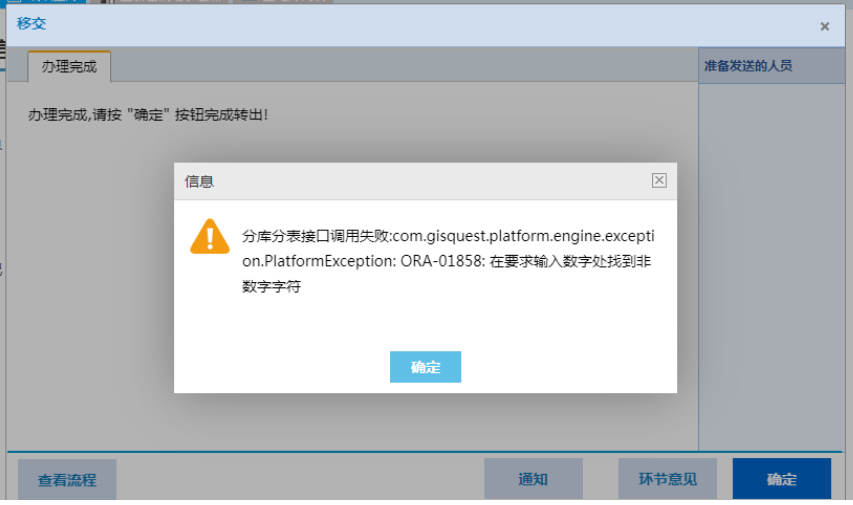 移交
办理完成
准备发送的人员
办理完成,请按 "确定" 按钮完成转出!
信息
分库分表接口调用失败:com.gisquest.platform.engine.excepti
on.PlatformException: ORA-01858: 在要求输入数字处找到非
数字字符
确定
查看流程
通知
环节意见
确定